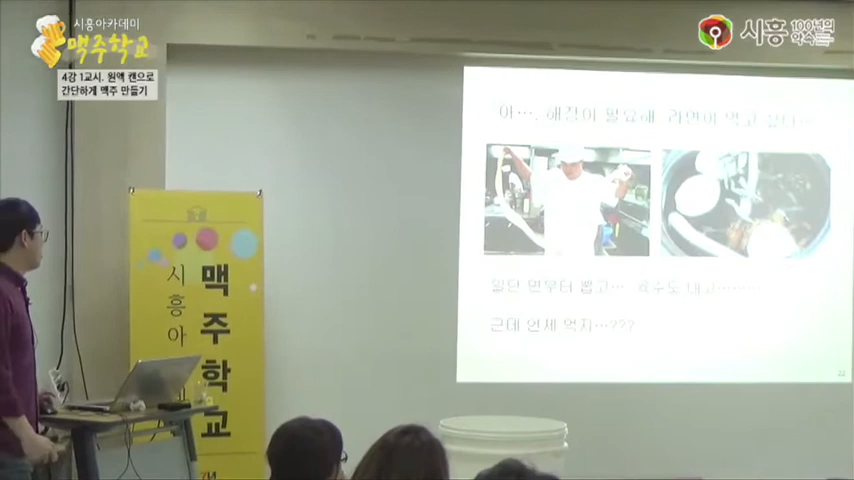 시흥아카데미
맥주학교
4강 1교시. 원액 캔으로
간단하게 맥주 만들기
시흥
100년의
약속
아…. 해장이 필요해. 라면이 먹고 싶다…
일단 면부터 뽑고… 육수도 내고………
근데 언제 먹지…???
시흥아
맥주학교